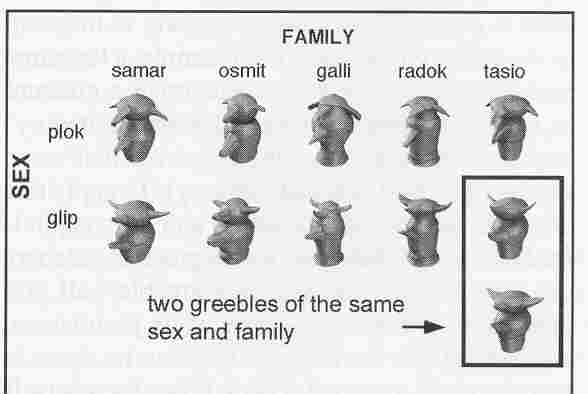 FAMILY
samar osmit galli radok tasio
SEX
plok
glip
two greebles of the same
sex and family